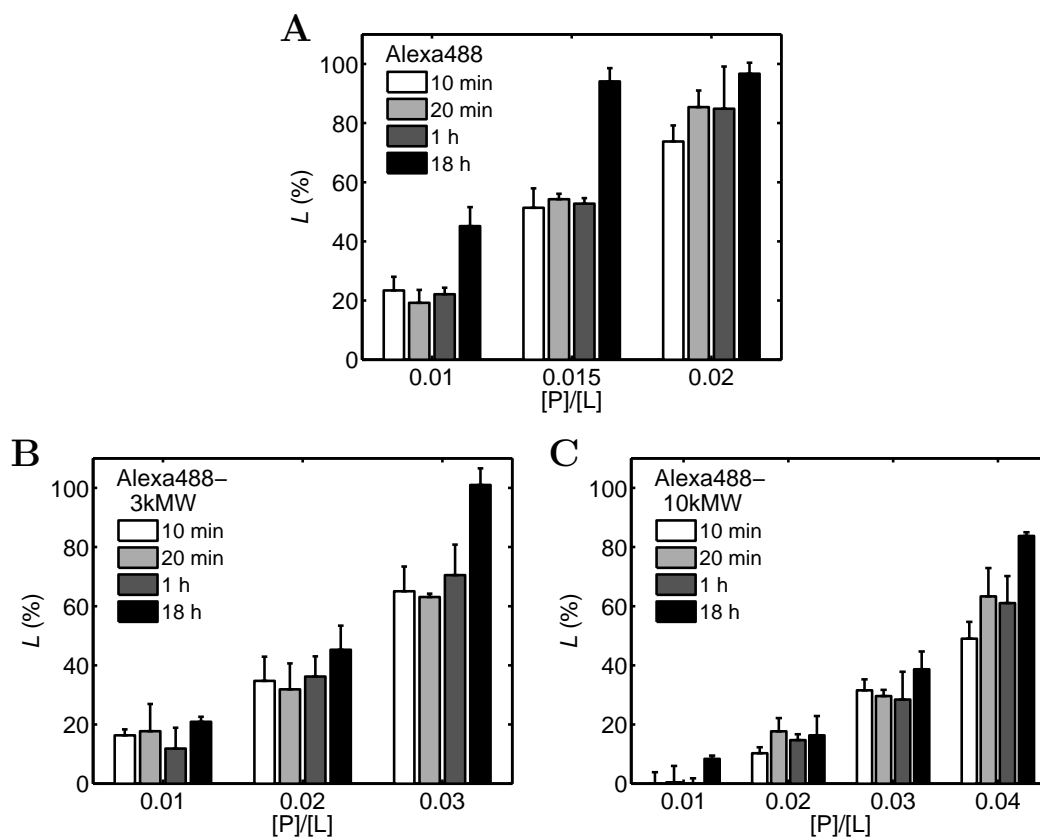 A
Alexa488
10 min
20 min
1 h
18 h
L (%)
100
80
60
40
20
0
0.01 0.015 0.02
[P]/[L]
B
Alexa488–
3kMW
10 min
20 min
1 h
18 h
L (%)
100
80
60
40
20
0
0.01 0.02 0.03
[P]/[L]
C
Alexa488–
10kMW
10 min
20 min
1 h
18 h
L (%)
100
80
60
40
20
0
0.01 0.02 0.03 0.04
[P]/[L]